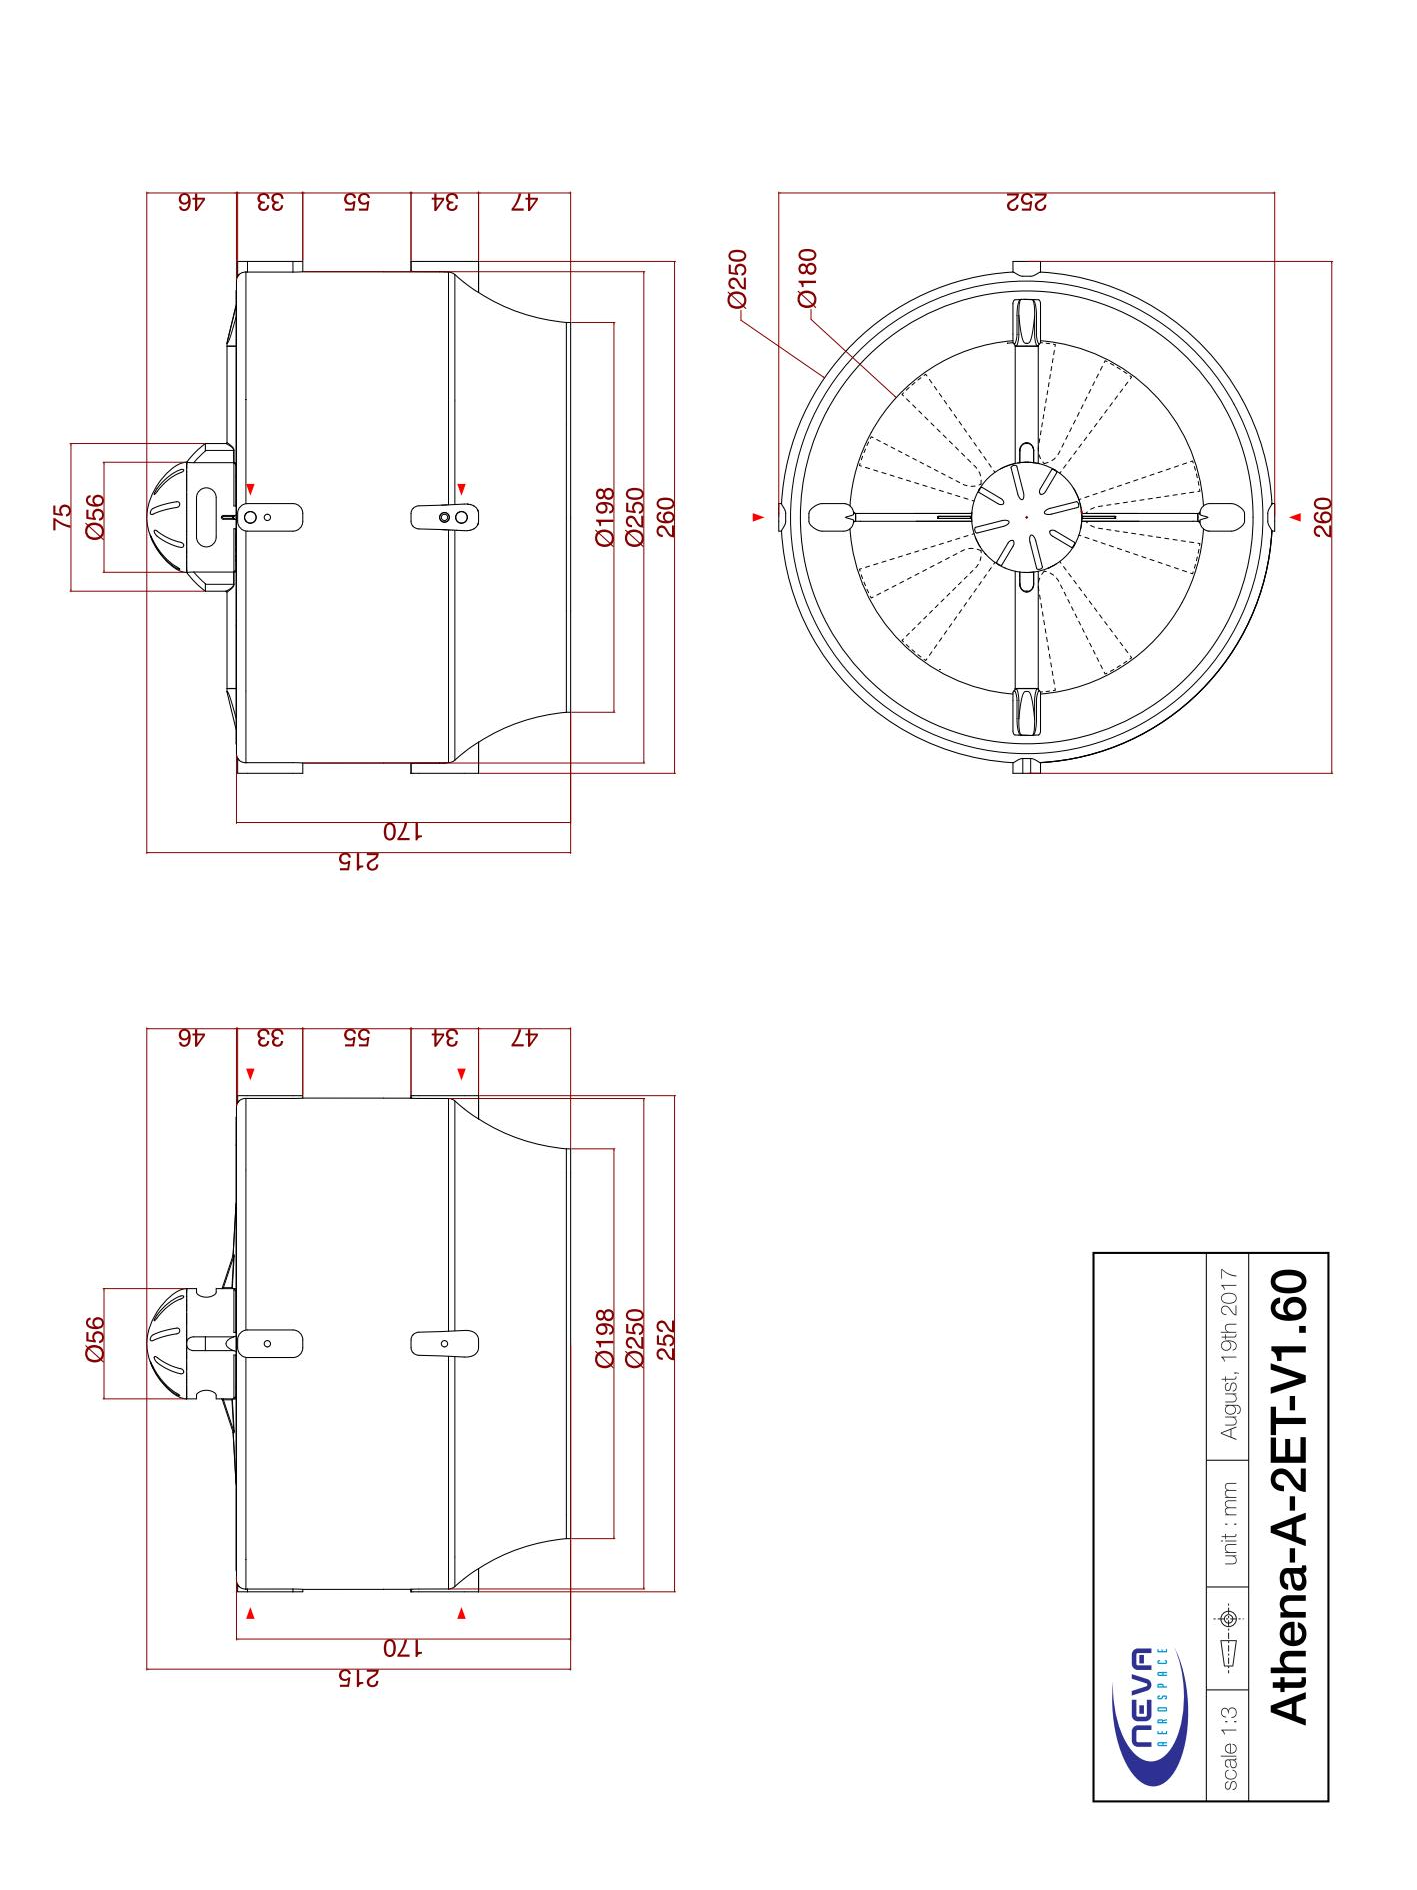 46
33
55
34
47
75
Ø56
Ø198
Ø250
260
170
215
252
Ø250
Ø180
260
46
33
55
34
47
Ø56
Ø198
Ø250
252
170
215
NEVA
AEROSPACE
scale 1:3
unit : mm
August, 19th 2017
Athena-A-2ET-V1.60